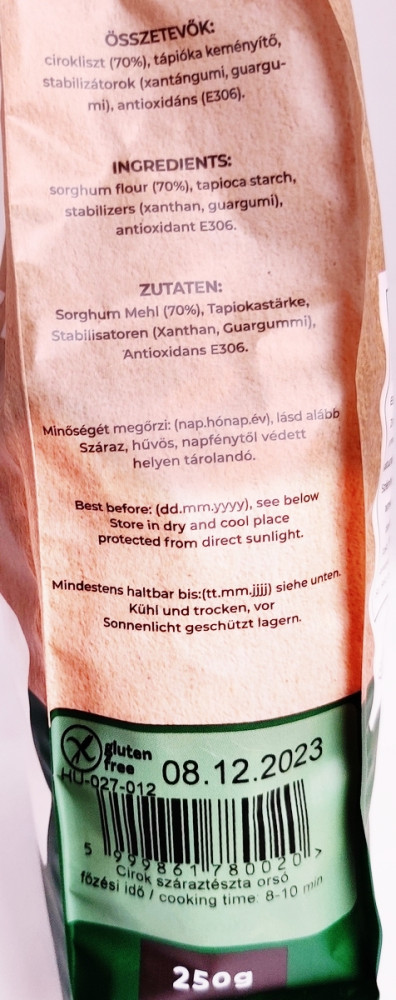 ÖSSZETEVŐK:
cirokliszt (70%), tápióka keményítő,
stabilizátorok (xantángumi, guargu-
mi), antioxidáns (E306).
INGREDIENTS:
sorghum flour (70%), tapioca starch,
stabilizers (xanthan, guargumi),
antioxidant E306.
ZUTATEN:
Sorghum Mehl (70%), Tapiokastärke,
Stabilisatoren (Xanthan, Guargummi),
Antioxidans E306.
Minőségét megőrzi: (nap.hónap.év), lásd alább
Száraz, hűvös, napfénytől védett
helyen tárolandó.
Best before: (dd.mm.yyyy), see below
Store in dry and cool place
protected from direct sunlight.
Mindestens haltbar bis:(tt.mm.jjjj) siehe unten.
Kühl und trocken, vor
Sonnenlicht geschützt lagern.
gluten
free
HU-027-012
08.12.2023
5 999861 780020 >
Cirok száraztészta orsó
főzési idő / cooking time: 8-10 min
250g